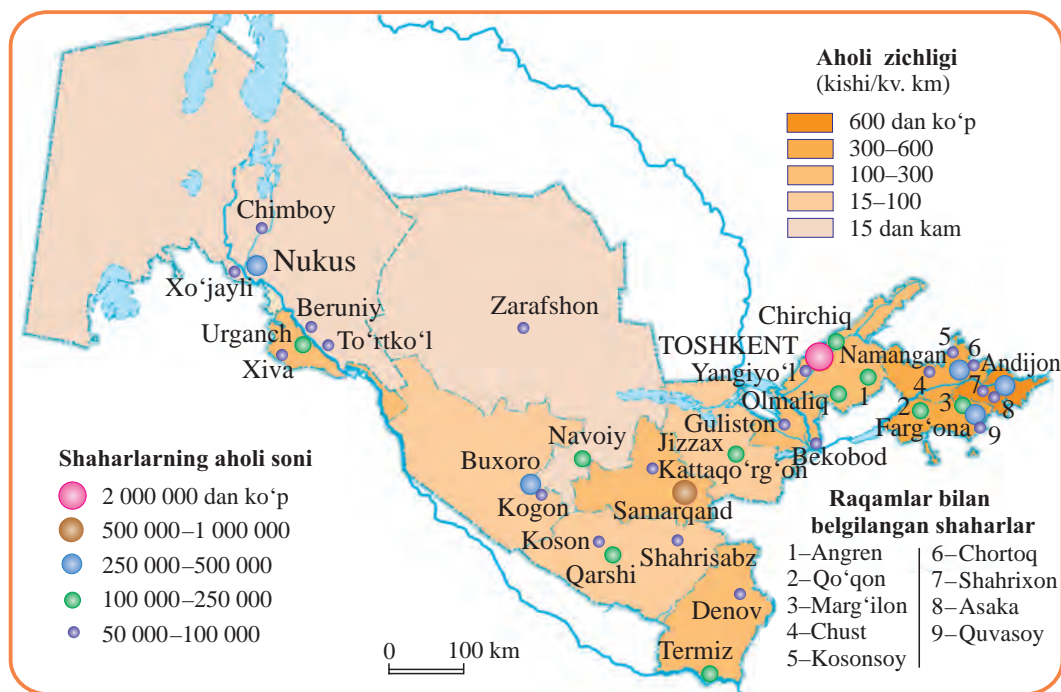 Aholi zichligi
(kishi/kv. km)
600 dan ko‘p
300–600
100–300
15–100
15 dan kam
Chimboy
Nukus
Xo‘jayli
Beruniy
Urganch
To‘rtko‘l
Xiva
Zarafshon
Chirchiq
TOSHKENT
Yangiyo‘l
Namangan
Andijon
5
6
4
7
8
Olmaliq
1
2
3
Farg‘ona
9
Guliston
Bekobod
Jizzax
Navoiy
Kattaqo‘rg‘on
Buxoro
Kogon
Samarqand
Koson
Shahrisabz
Qarshi
Denov
Termiz
Shaharlarning aholi soni
2 000 000 dan ko‘p
500 000–1 000 000
250 000–500 000
100 000–250 000
50 000–100 000
0 100 km
Raqamlar bilan
belgilangan shaharlar
1–Angren
2–Qo‘qon
3–Marg‘ilon
4–Chust
5–Kosonsoy
6–Chortoq
7–Shahrixon
8–Asaka
9–Quvasoy